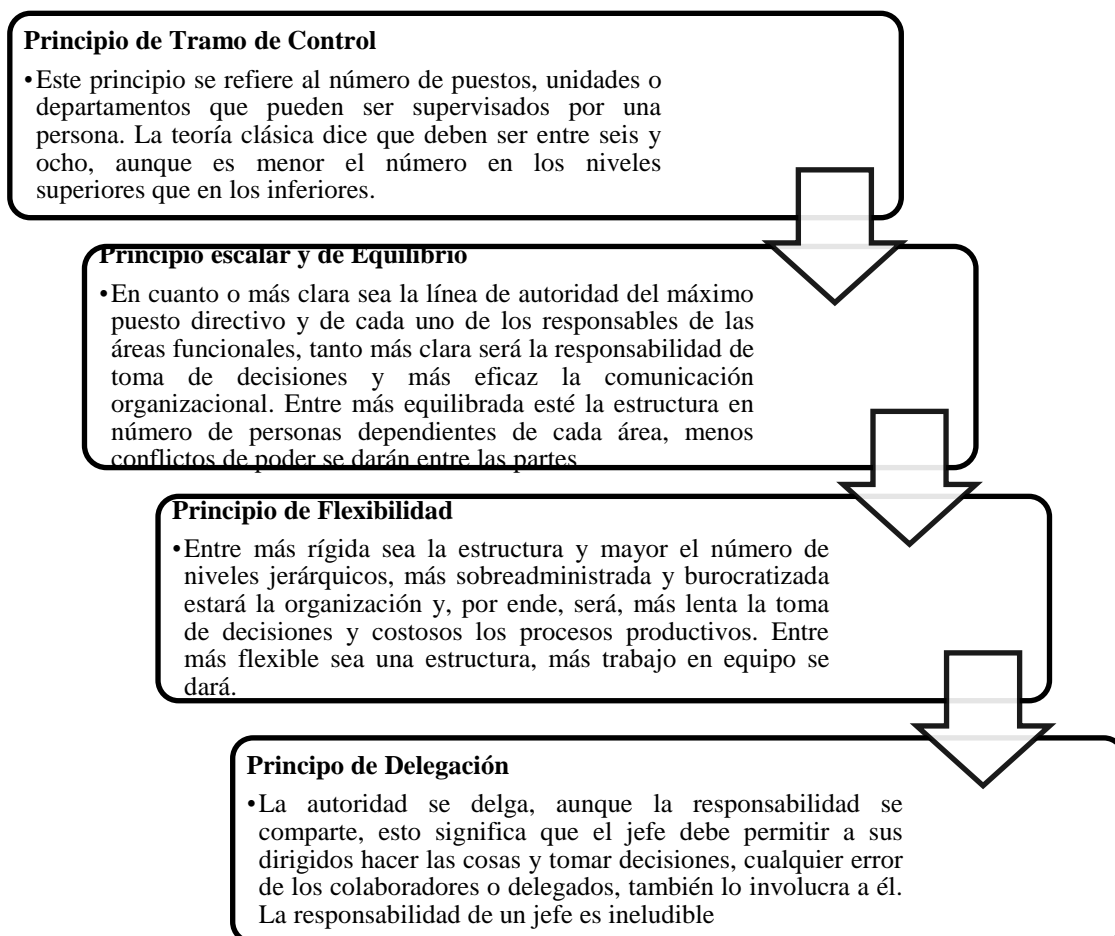 Principio de Tramo de Control
•Este principio se refiere al número de puestos, unidades o
departamentos que pueden ser supervisados por una
persona. La teoría clásica dice que deben ser entre seis y
ocho, aunque es menor el número en los niveles
superiores que en los inferiores.
Principio escalar y de Equilibrio
•En cuanto o más clara sea la línea de autoridad del máximo
puesto directivo y de cada uno de los responsables de las
áreas funcionales, tanto más clara será la responsabilidad de
toma de decisiones y más eficaz la comunicación
organizacional. Entre más equilibrada esté la estructura en
número de personas dependientes de cada área, menos
conflictos de poder se darán entre las partes
Principio de Flexibilidad
•Entre más rígida sea la estructura y mayor el número de
niveles jerárquicos, más sobreadministrada y burocratizada
estará la organización y, por ende, será, más lenta la toma
de decisiones y costosos los procesos productivos. Entre
más flexible sea una estructura, más trabajo en equipo se
dará.
Principo de Delegación
•La autoridad se delga, aunque la responsabilidad se
comparte, esto significa que el jefe debe permitir a sus
dirigidos hacer las cosas y tomar decisiones, cualquier error
de los colaboradores o delegados, también lo involucra a él.
La responsabilidad de un jefe es ineludible